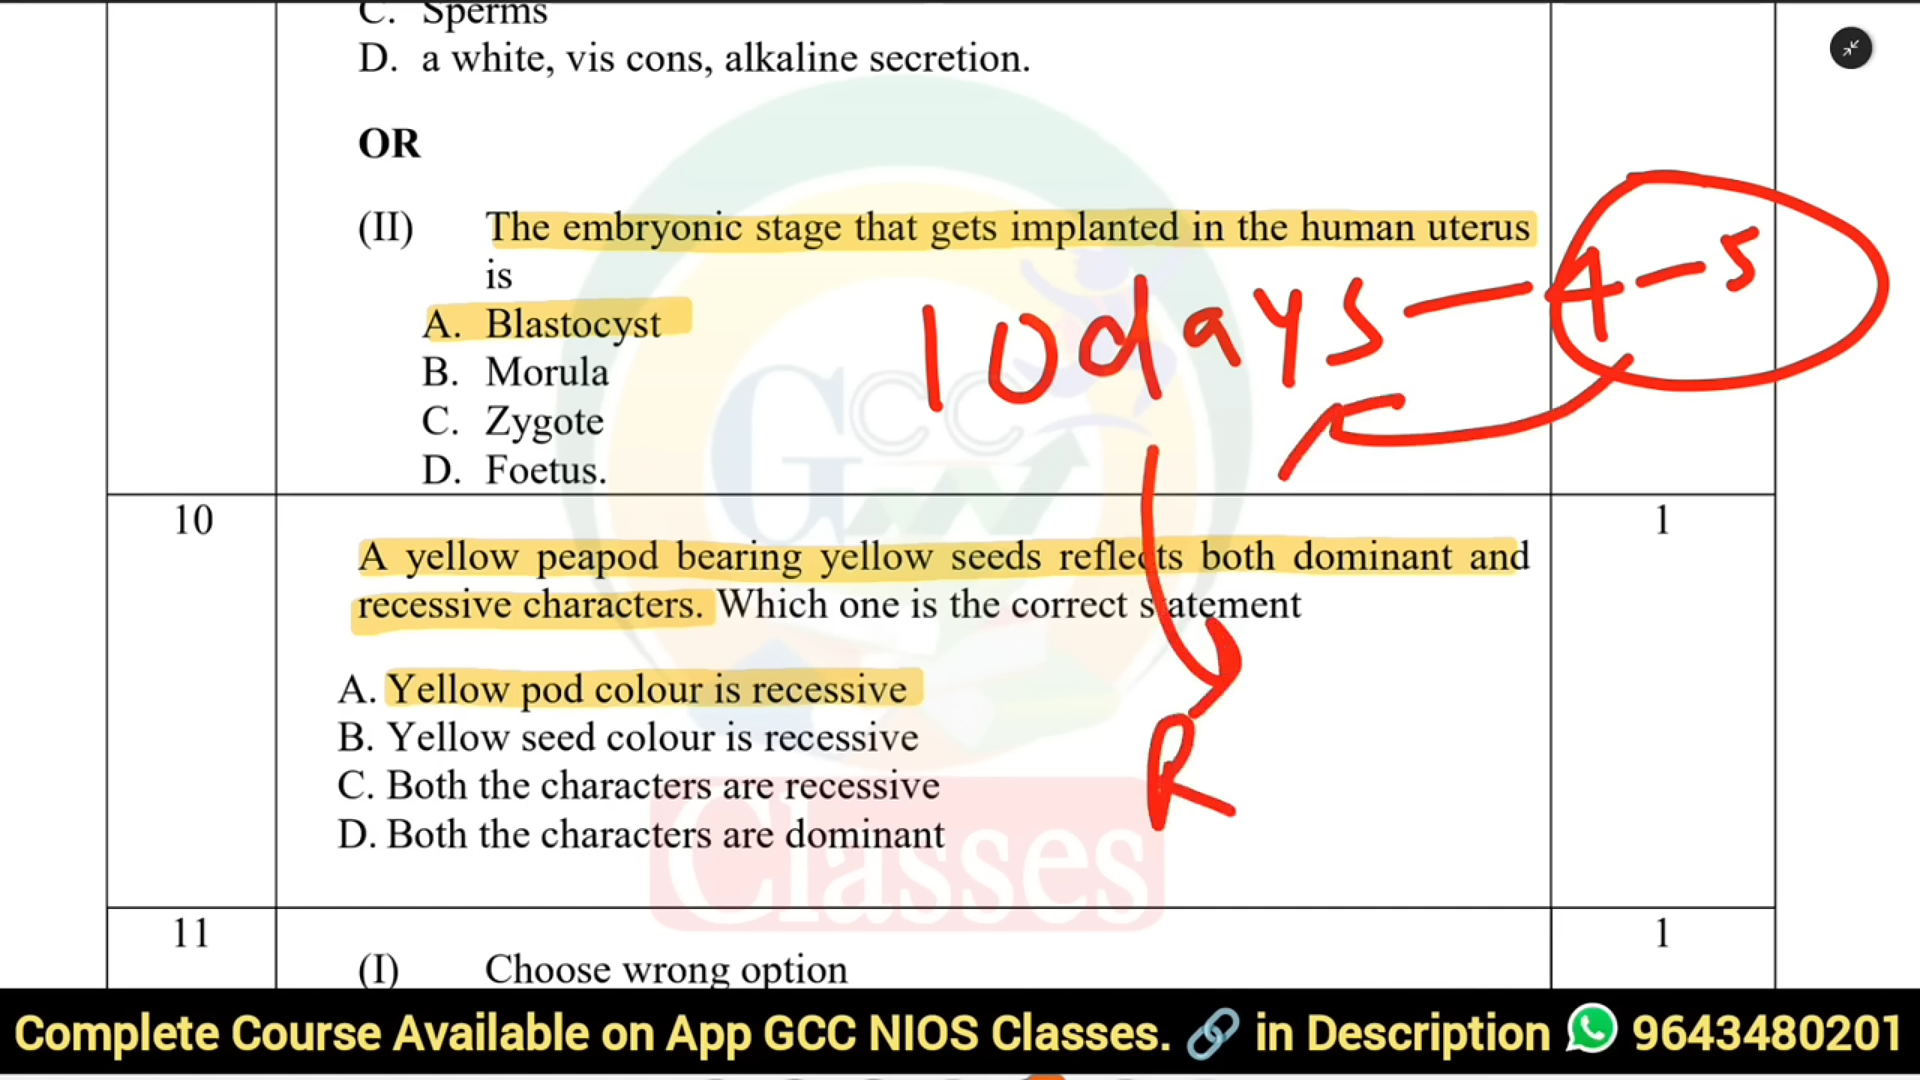 C. Sperms
D. a white, vis cons, alkaline secretion.
OR
(II) The embryonic stage that gets implanted in the human uterus
is
A. Blastocyst
B. Morula
C. Zygote
D. Foetus.
10days — 4-5
10
1
A yellow peapod bearing yellow seeds reflects both dominant and
recessive characters. Which one is the correct statement
A. Yellow pod colour is recessive
B. Yellow seed colour is recessive
C. Both the characters are recessive
D. Both the characters are dominant
R
GCC
Classes
11
1
(I) Choose wrong option
Complete Course Available on App GCC NIOS Classes. 🔗 in Description 9643480201